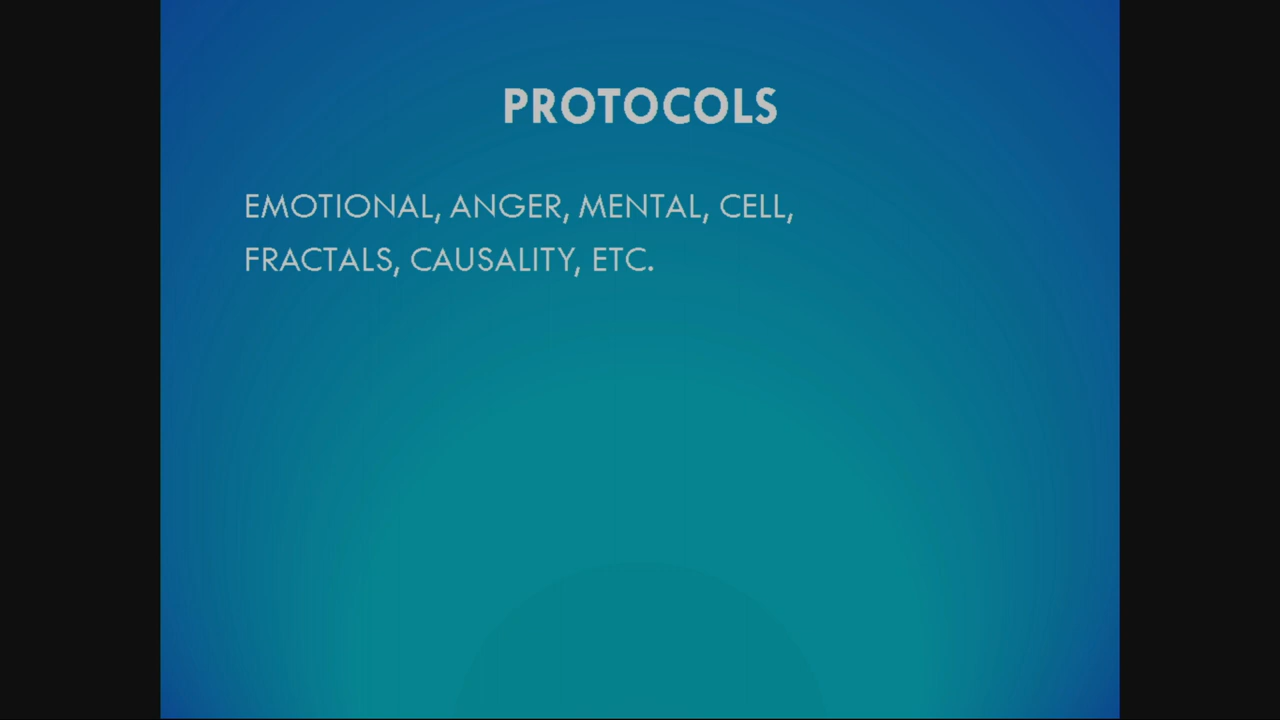 PROTOCOLS
EMOTIONAL, ANGER, MENTAL, CELL,
FRACTALS, CAUSALITY, ETC.